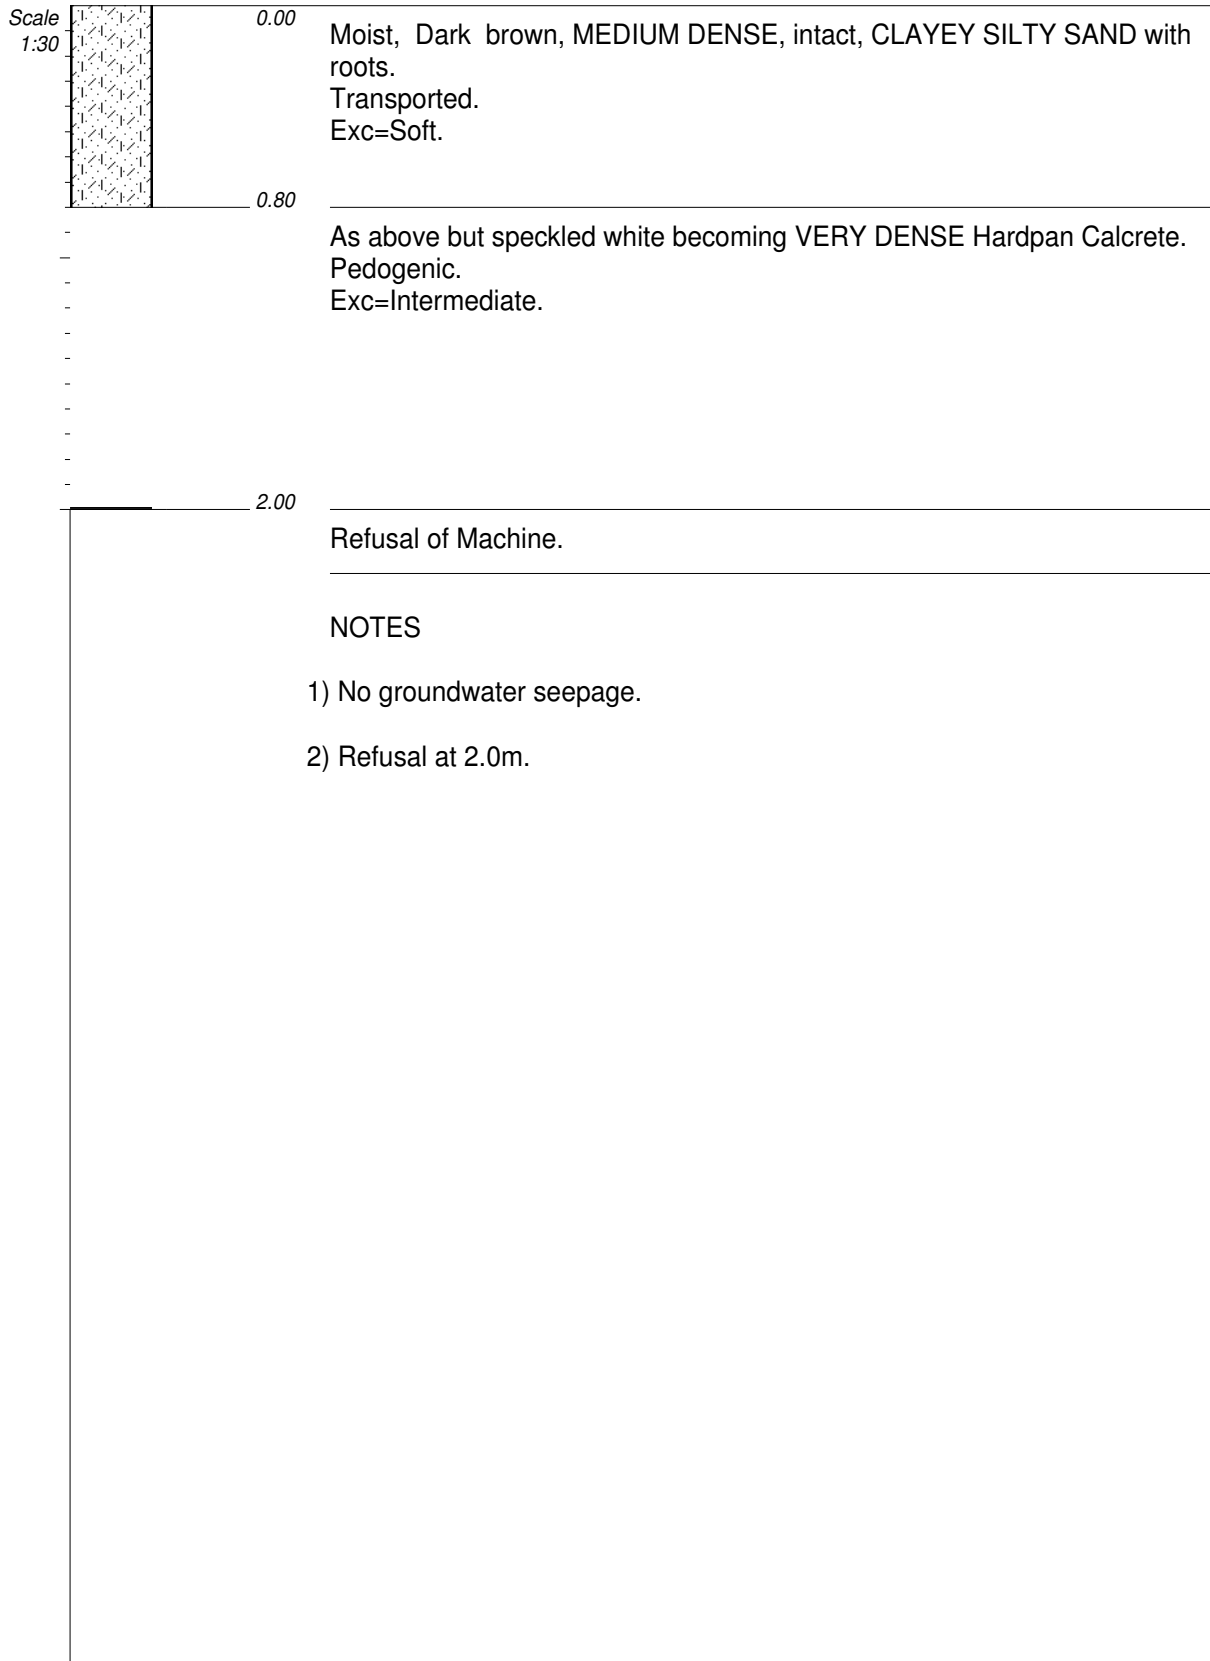 Scale
1:30
0.00
Moist, Dark brown, MEDIUM DENSE, intact, CLAYEY SILTY SAND with
roots.
Transported.
Exc=Soft.
0.80
As above but speckled white becoming VERY DENSE Hardpan Calcrete.
Pedogenic.
Exc=Intermediate.
2.00
Refusal of Machine.
NOTES
1) No groundwater seepage.
2) Refusal at 2.0m.